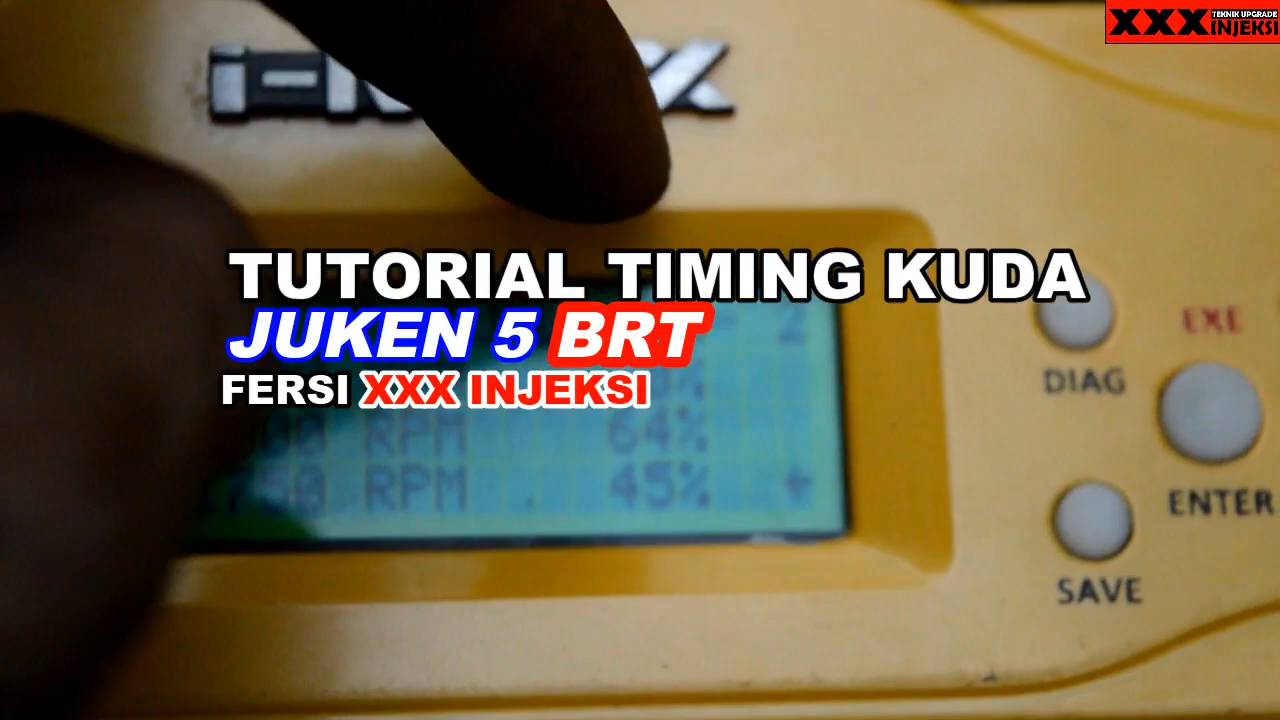 XXX TEKNIK UPGRADE
INJEKSI
TUTORIAL TIMING KUDA
JUKEN 5 BRT
FERSI XXX INJEKSI
2
RPM 64%
RPM 45%
EXE
DIAG
ENTER
SAVE